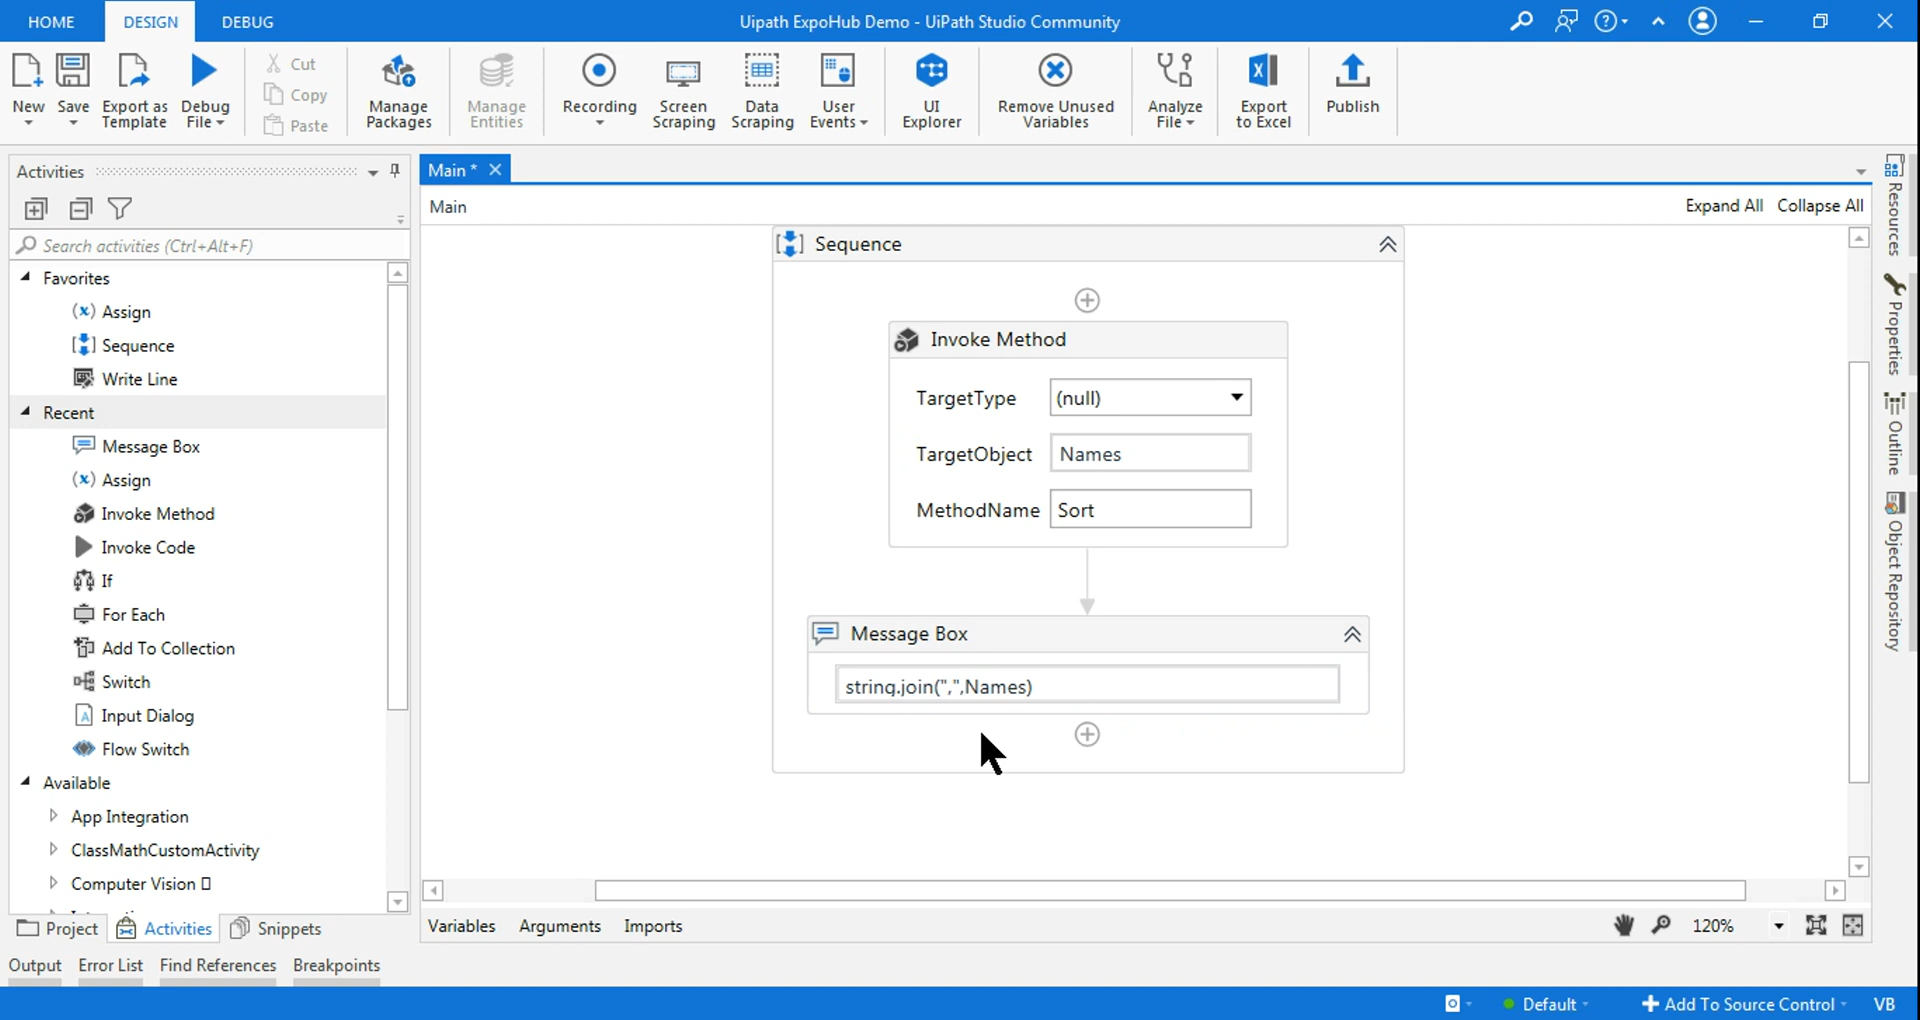 HOME DESIGN DEBUG Uipath ExpoHub Demo - UiPath Studio Community
New Save Export as Template Debug File Cut Copy Paste Manage Packages Manage Entities Recording Screen Scraping Data Scraping User Events UI Explorer Remove Unused Variables Analyze File Export to Excel Publish
Activities
Search activities (Ctrl+Alt+F)
Favorites
Assign
Sequence
Write Line
Recent
Message Box
Assign
Invoke Method
Invoke Code
If
For Each
Add To Collection
Switch
Input Dialog
Flow Switch
Available
App Integration
ClassMathCustomActivity
Computer Vision
Project Activities Snippets
Main *
Main Expand All Collapse All
Sequence
Invoke Method
TargetType (null)
TargetObject Names
MethodName Sort
Message Box
string.join(",",Names)
Variables Arguments Imports 120%
Resources
Properties
Outline
Object Repository
Output Error List Find References Breakpoints
Default Add To Source Control VB